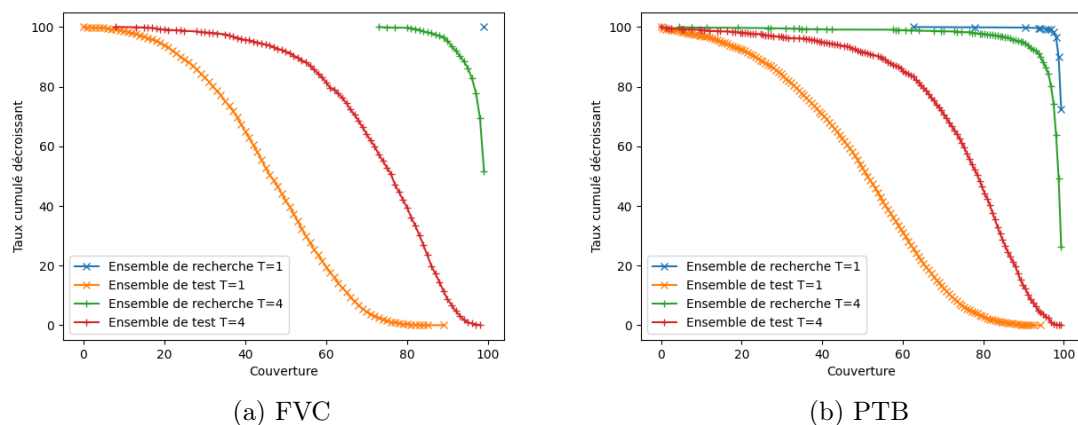 100
80
60
40
20
0
Taux cumulé décroissant
Ensemble de recherche T=1
Ensemble de test T=1
Ensemble de recherche T=4
Ensemble de test T=4
0 20 40 60 80 100
Couverture
(a) FVC
100
80
60
40
20
0
Taux cumulé décroissant
Ensemble de recherche T=1
Ensemble de test T=1
Ensemble de recherche T=4
Ensemble de test T=4
0 20 40 60 80 100
Couverture
(b) PTB